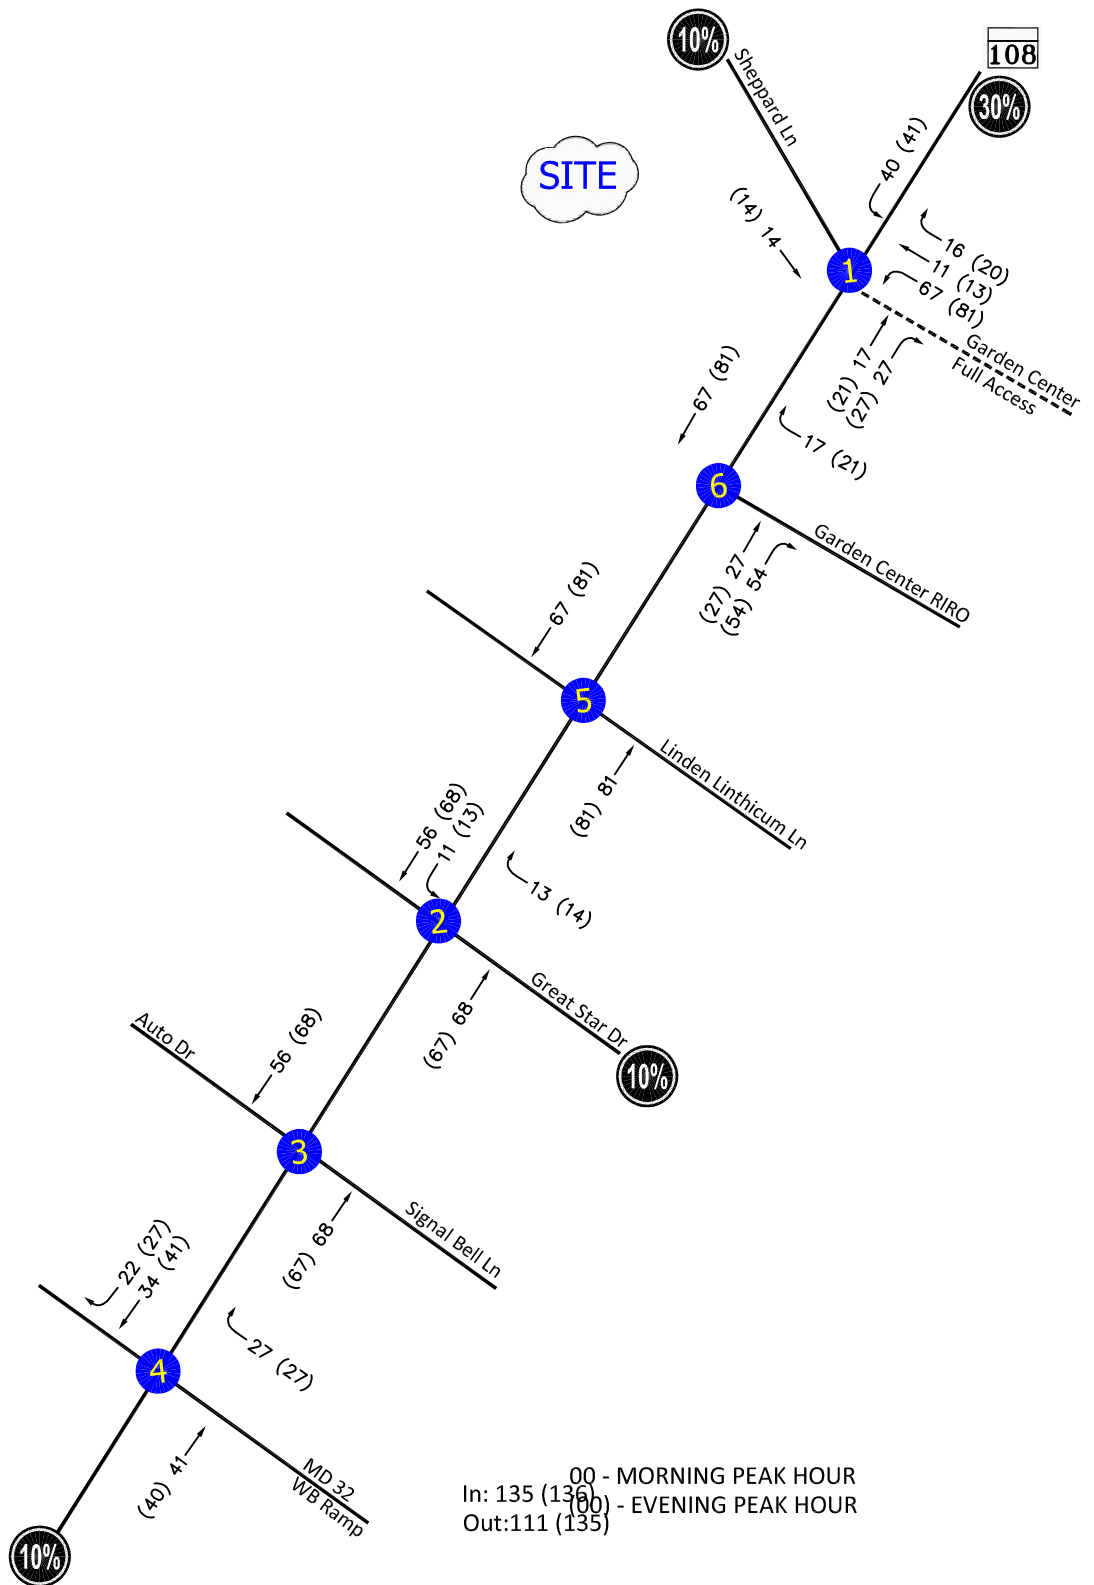 10%
108
30%
Sheppard Ln
SITE
40 (41)
(14) 14
1
16 (20)
11 (13)
67 (81)
Garden Center
Full Access
(21) 17
(27) 27
67 (81)
17 (21)
6
Garden Center RIRO
(27) 27
(54) 54
67 (81)
5
Linden Linthicum Ln
(81) 81
56 (68)
11 (13)
13 (14)
2
Great Star Dr
10%
(67) 68
Auto Dr
56 (68)
3
Signal Bell Ln
(67) 68
22 (27)
34 (41)
27 (27)
4
MD 32
WB Ramp
(40) 41
10%
00 - MORNING PEAK HOUR
In: 135 (136)
(00) - EVENING PEAK HOUR
Out:111 (135)